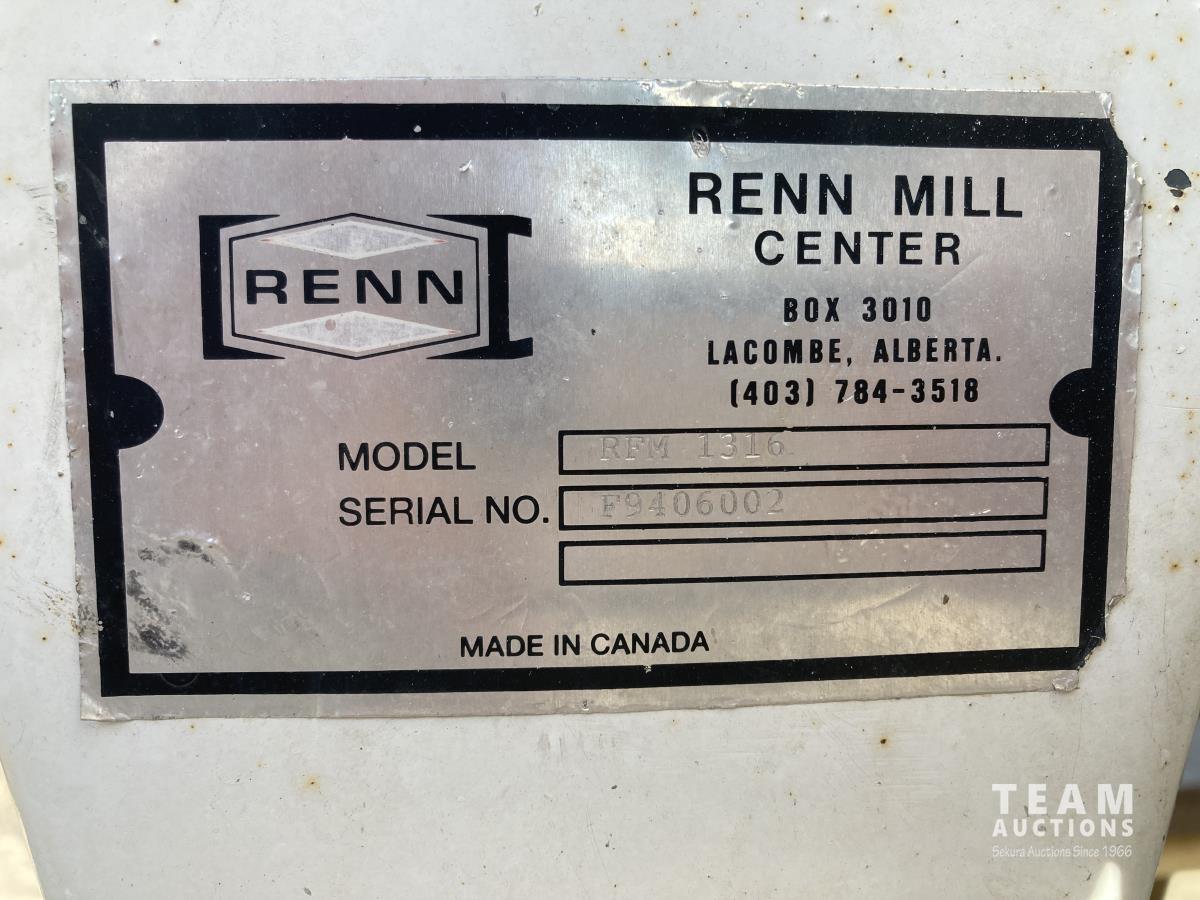 RENN
RENN MILL
CENTER
BOX 3010
LACOMBE, ALBERTA.
(403) 784-3518
MODEL RFM 1316
SERIAL NO. F9406002
MADE IN CANADA
TEAM
AUCTIONS
Sekura Auctions Since 1966